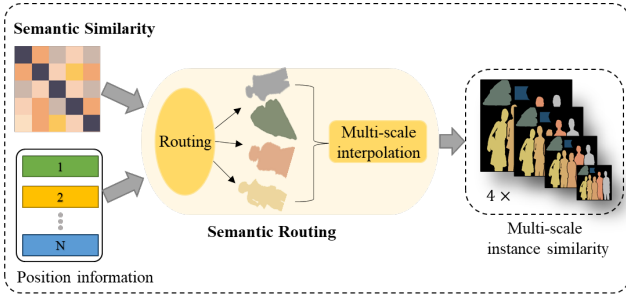 Semantic Similarity
1
2
N
Position information
Routing
Multi-scale
interpolation
Semantic Routing
4 ×
Multi-scale
instance similarity